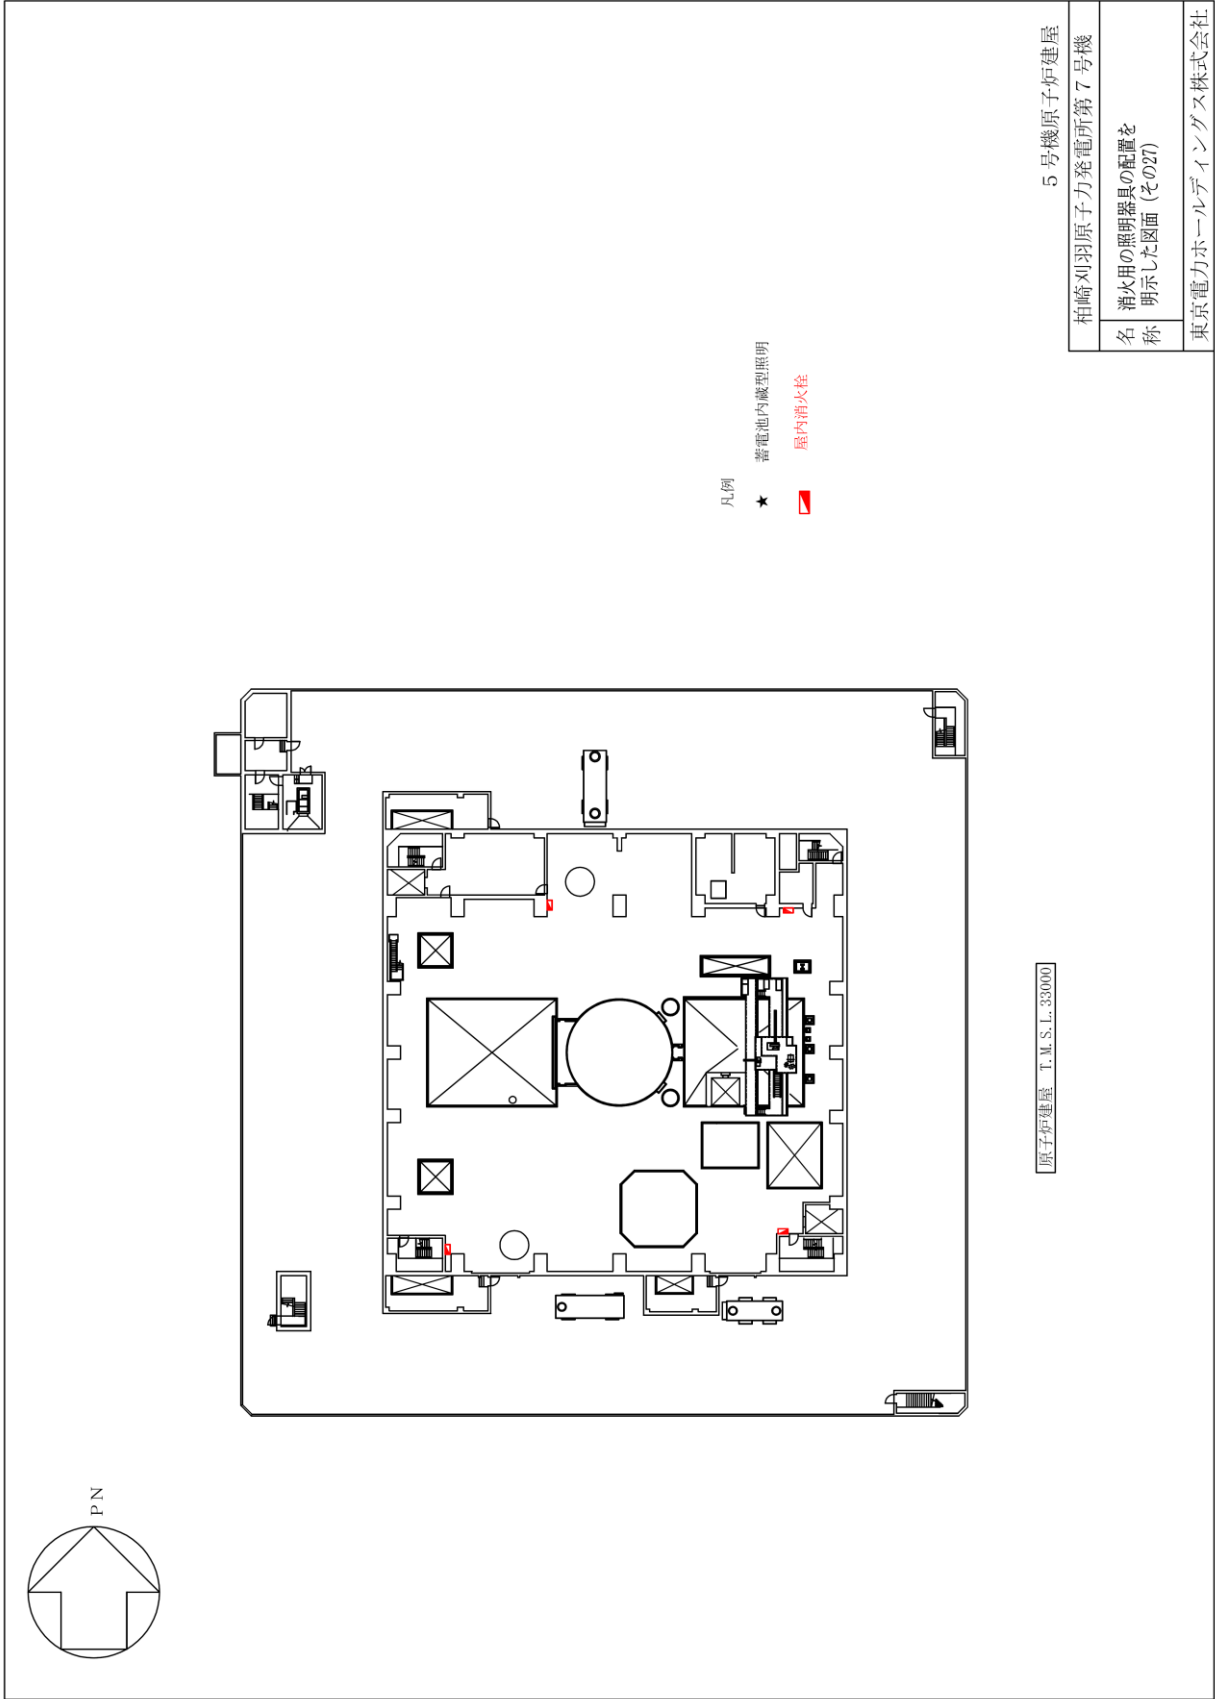 PN
原子炉建屋 T.M.S.L.33000
凡例
★ 蓄電池内蔵型照明
屋内消火栓
5号機原子炉建屋
柏崎刈羽原子力発電所第7号機
名称
消火用の照明器具の配置を
明示した図面 (その27)
東京電力ホールディングス株式会社